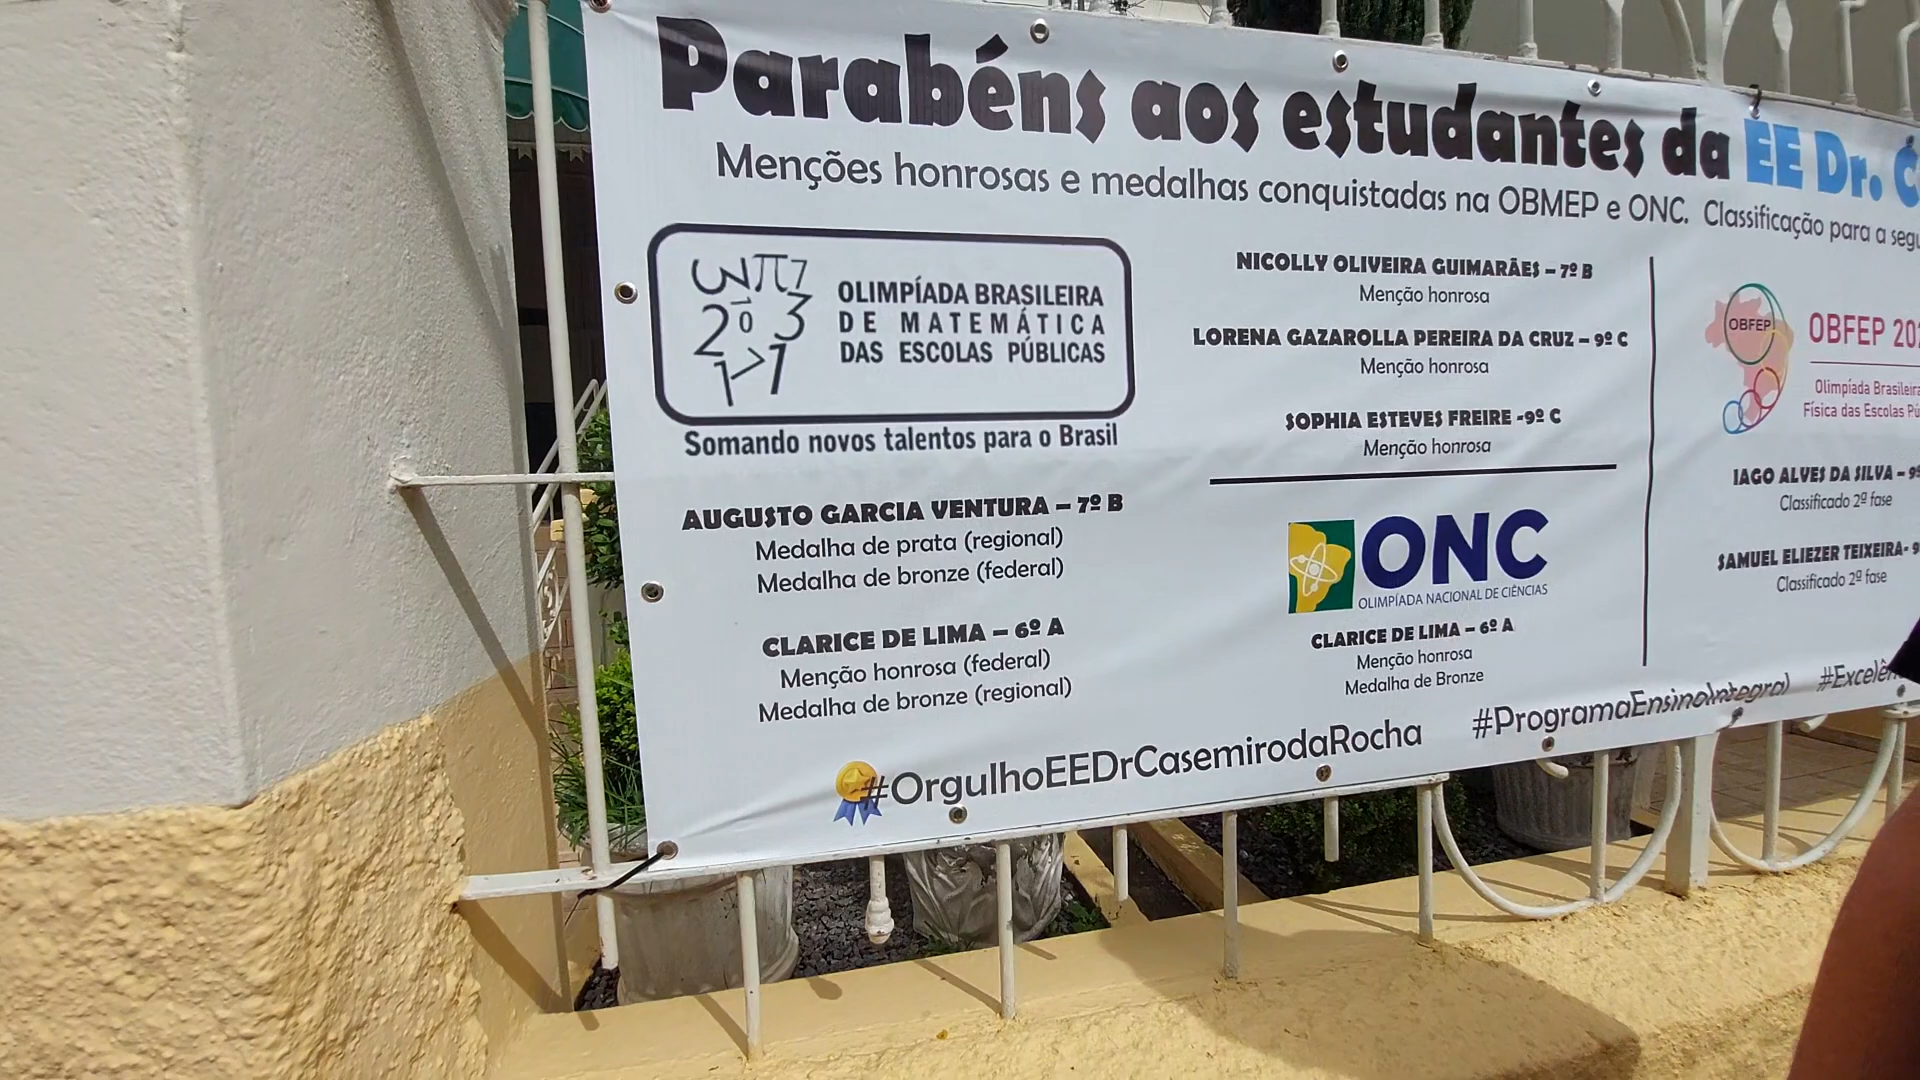 Parabéns aos estudantes da EE Dr.
Menções honrosas e medalhas conquistadas na OBMEP e ONC. Classificação para a
OLIMPÍADA BRASILEIRA
DE MATEMÁTICA
DAS ESCOLAS PÚBLICAS
Somando novos talentos para o Brasil
AUGUSTO GARCIA VENTURA – 7º B
Medalha de prata (regional)
Medalha de bronze (federal)
CLARICE DE LIMA – 6º A
Menção honrosa (federal)
Medalha de bronze (regional)
NICOLLY OLIVEIRA GUIMARÃES – 7º B
Menção honrosa
LORENA GAZAROLLA PEREIRA DA CRUZ – 9º C
Menção honrosa
SOPHIA ESTEVES FREIRE -9º C
Menção honrosa
ONC
OLIMPÍADA NACIONAL DE CIÊNCIAS
CLARICE DE LIMA – 6º A
Menção honrosa
Medalha de Bronze
OBFEP
OBFEP
Olimpíada Brasileira
Física das Escolas
IAGO ALVES DA SILVA –
Classificado 2ª fase
SAMUEL ELIEZER TEIXEIRA-
Classificado 2ª fase
#OrgulhoEEDrCasemirodaRocha
#ProgramaEnsinoIntegral